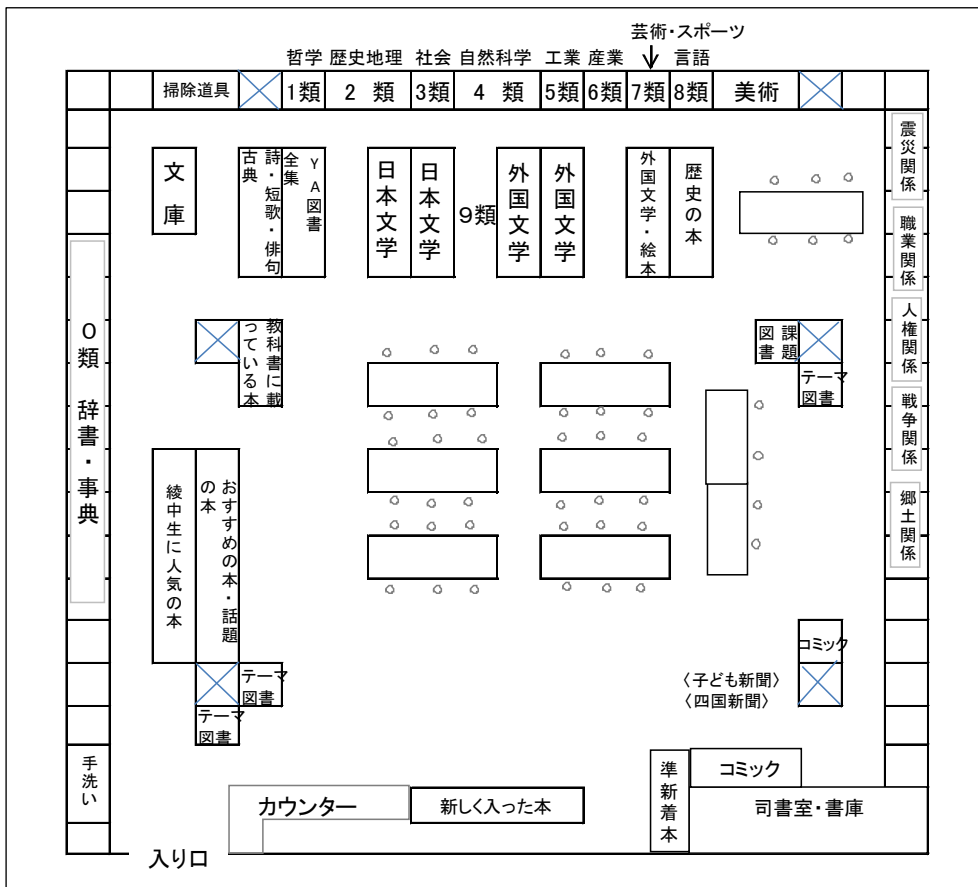 芸術・スポーツ
哲学 歴史地理 社会 自然科学 工業 産業 言語
掃除道具 1類 2 類 3類 4 類 5類 6類 7類 8類 美術
文庫
古典
詩・短歌・俳句
全集
YA図書
日本文学
日本文学
9類
外国文学
外国文学
外国文学・絵本
歴史の本
震災関係
職業関係
人権関係
戦争関係
郷土関係
0類 辞書・事典
教科書に載
っている本
課題
図書
テーマ
図書
綾中生に人気の本
おすすめの本・話題
の本
テーマ
図書
テーマ
図書
コミック
〈子ども新聞〉
〈四国新聞〉
手洗い
カウンター
新しく入った本
準新着本
コミック
司書室・書庫
入り口